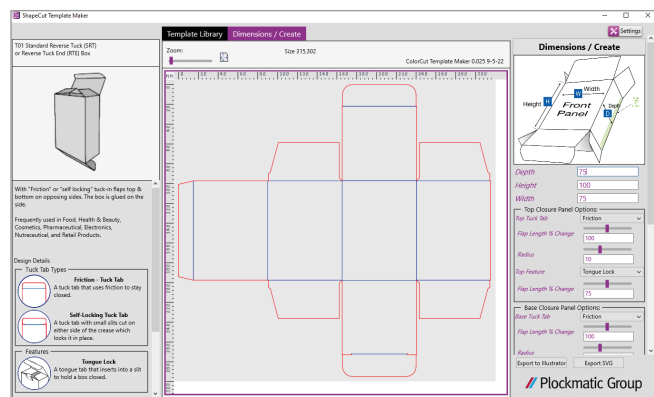 ShapeCut Template Maker
Template Library
Dimensions / Create
Settings
T01 Standard Reverse Tuck (SRT)
or Reverse Tuck End (RTE) Box
With "Friction" or "self locking" tuck-in flaps top &
bottom on opposing sides. The box is glued on the
side.
Frequently used in Food, Health & Beauty,
Cosmetics, Pharmaceutical, Electronics,
Nutraceutical, and Retail Products.
Design Details
Tuck Tab Types
Friction - Tuck Tab
A tuck tab that uses friction to stay
closed.
Self-Locking Tuck Tab
A tuck tab with small slits cut on
either side of the crease which
locks it in place.
Features
Tongue Lock
A tongue tab that inserts into a slit
to hold a box closed.
Zoom:
Size 315,302
ColorCut Template Maker 0.025 9-5-22
Dimensions / Create
Height
H
W
Width
Front
Panel
D
Depth
75
Height
100
Width
75
Top Closure Panel Options:
Top Tuck Tab
Friction
Flap Length % Change
100
Radius
10
Top Feature
Tongue Lock
Flap Length % Change
75
Base Closure Panel Options:
Base Tuck Tab
Friction
Flap Length % Change
100
Radius
Export to Illustrator
Export SVG
Plockmatic Group